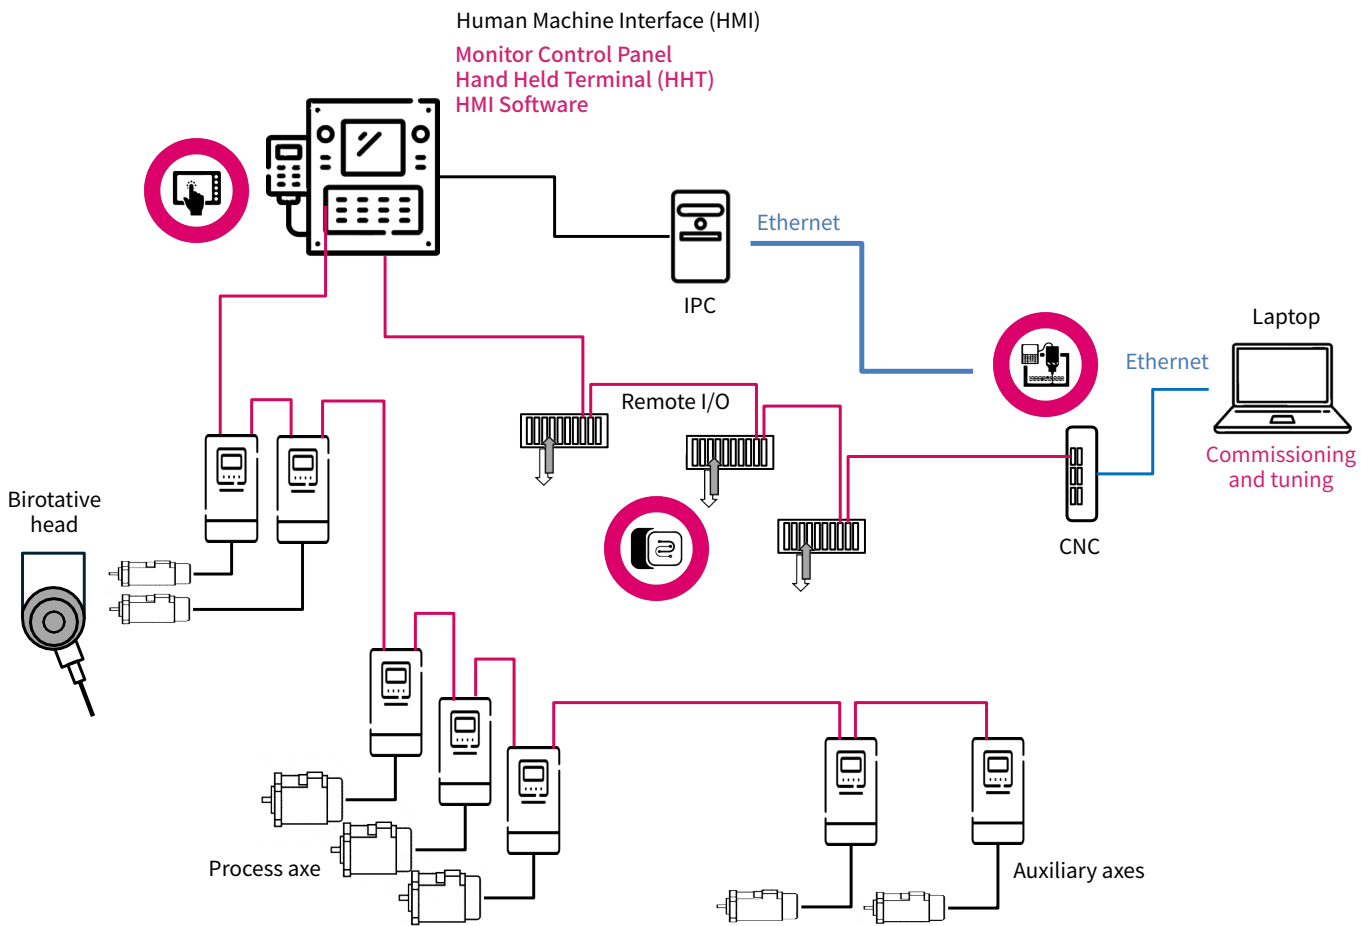 Human Machine Interface (HMI)
Monitor Control Panel
Hand Held Terminal (HHT)
HMI Software
Ethernet
IPC
Laptop
Ethernet
Remote I/O
Commissioning
and tuning
Birotative
head
CNC
Process axe
Auxiliary axes